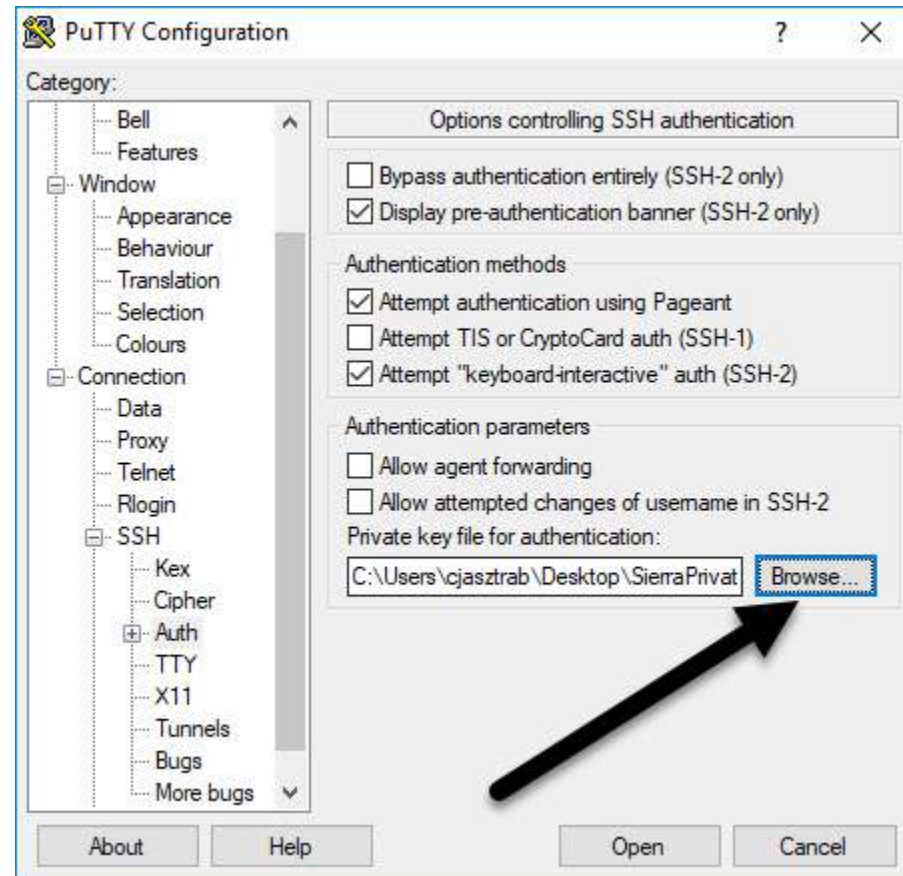 PuTTY Configuration
Category:
Bell
Features
Window
Appearance
Behaviour
Translation
Selection
Colours
Connection
Data
Proxy
Telnet
Rlogin
SSH
Kex
Cipher
Auth
TTY
X11
Tunnels
Bugs
More bugs
Options controlling SSH authentication
Bypass authentication entirely (SSH-2 only)
Display pre-authentication banner (SSH-2 only)
Authentication methods
Attempt authentication using Pageant
Attempt TIS or CryptoCard auth (SSH-1)
Attempt "keyboard-interactive" auth (SSH-2)
Authentication parameters
Allow agent forwarding
Allow attempted changes of username in SSH-2
Private key file for authentication:
C:\Users\cjasztrab\Desktop\SierraPrivat Browse...
About Help Open Cancel